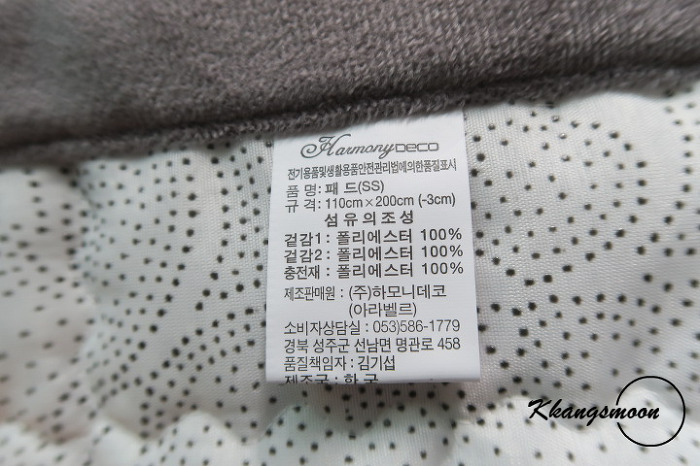 Harmony DECO
전기용품및생활용품안전관리법에의한품질표시
품 명: 패 드(SS)
규 격: 110cm×200cm (-3cm)
섬유의조성
겉감1 : 폴리에스터 100%
겉감2 : 폴리에스터 100%
충전재 : 폴리에스터 100%
제조판매원 : (주)하모니데코
(아라벨르)
소비자상담실 : 053)586-1779
경북 성주군 선남면 명관로 458
품질책임자 : 김기섭
제조국 : 한 국
Kkangsmoon